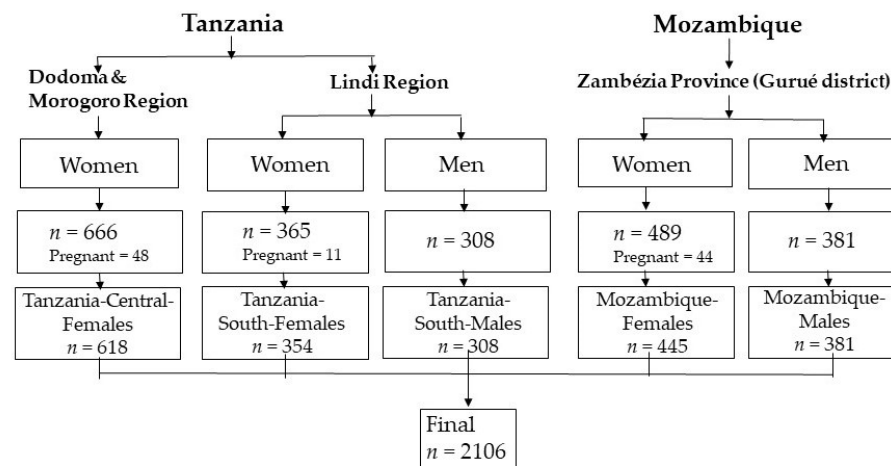 Tanzania
Mozambique
Dodoma &
Morogoro Region
Lindi Region
Zambézia Province (Gurué district)
Women
Women
Men
Women
Men
n = 666
Pregnant = 48
n = 365
Pregnant = 11
n = 308
n = 489
Pregnant = 44
n = 381
Tanzania-Central-
Females
n = 618
Tanzania-
South-Females
n = 354
Tanzania-
South-Males
n = 308
Mozambique-
Females
n = 445
Mozambique-
Males
n = 381
Final
n = 2106